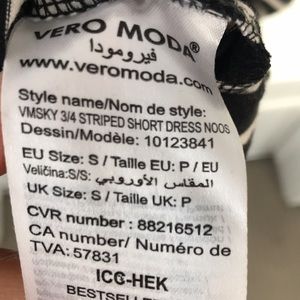 VERO MODA®
فيرومودا
www.veromoda.com
Style name/Nom de style:
VMSKY 3/4 STRIPED SHORT DRESS NOOS
Dessin/Modèle: 10123841
EU Size: S / Taille EU: P / EU
Veličina:S/S: المقاس الأوروبي
UK Size: S / Taille UK: P
CVR number : 88216512
CA number/ Numéro de
TVA: 57831
ICC-HEK
BESTSELLE